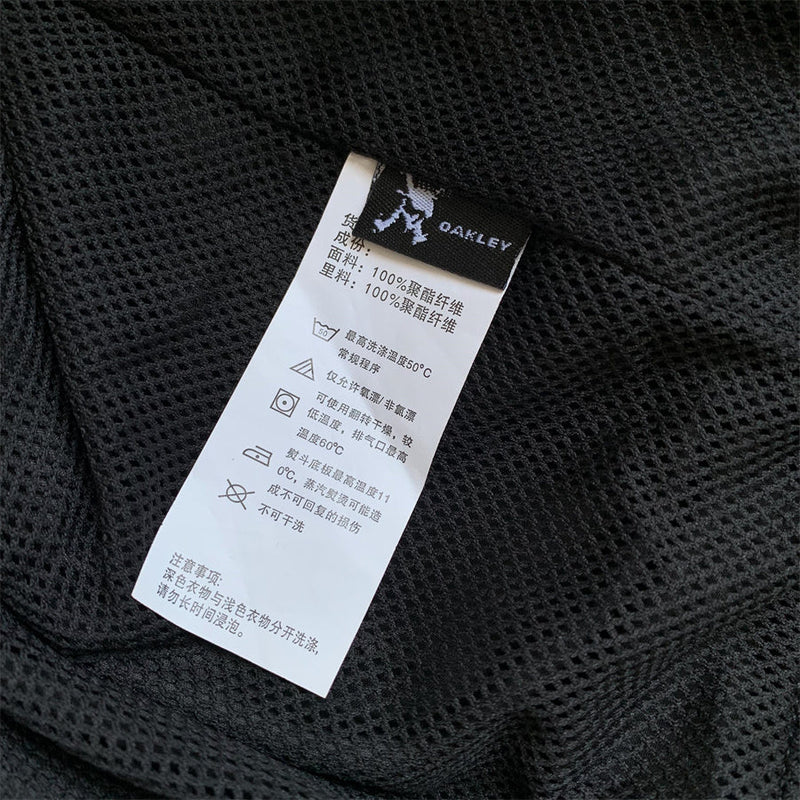 OAKLEY
货
成份:
面料: 100%聚酯纤维
里料: 100%聚酯纤维
50
最高洗涤温度50°C
常规程序
仅允许氧漂/非氯漂
可使用翻转干燥, 较
低温度, 排气口最高
温度60℃
熨斗底板最高温度11
0℃, 蒸汽熨烫可能造
成不可回复的损伤
不可干洗
注意事项:
深色衣物与浅色衣物分开洗涤,
请勿长时间浸泡。